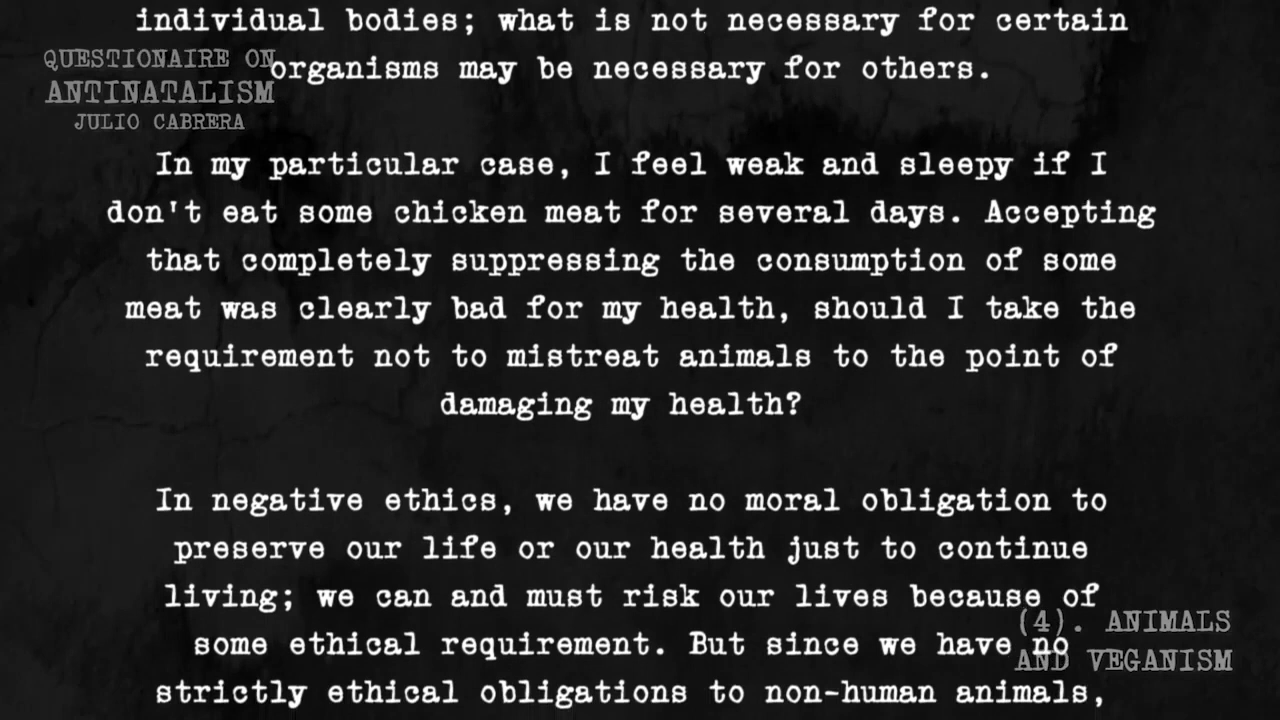 individual bodies; what is not necessary for certain
organisms may be necessary for others.
QUESTIONAIRE ON
ANTINATALISM
JULIO CABRERA
In my particular case, I feel weak and sleepy if I
don't eat some chicken meat for several days. Accepting
that completely suppressing the consumption of some
meat was clearly bad for my health, should I take the
requirement not to mistreat animals to the point of
damaging my health?
In negative ethics, we have no moral obligation to
preserve our life or our health just to continue
living; we can and must risk our lives because of
some ethical requirement. But since we have no
strictly ethical obligations to non-human animals,
(4). ANIMALS
AND VEGANISM